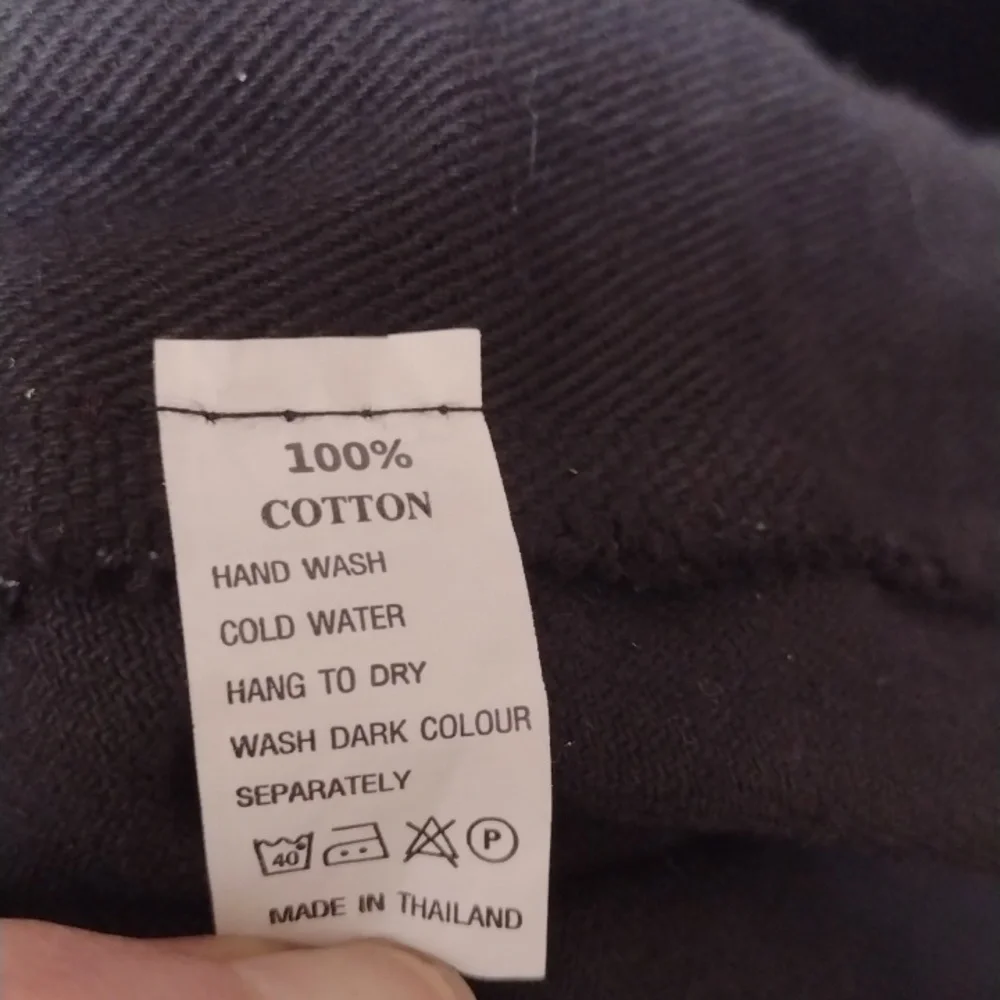 100%
COTTON
HAND WASH
COLD WATER
HANG TO DRY
WASH DARK COLOUR
SEPARATELY
40° P
MADE IN THAILAND